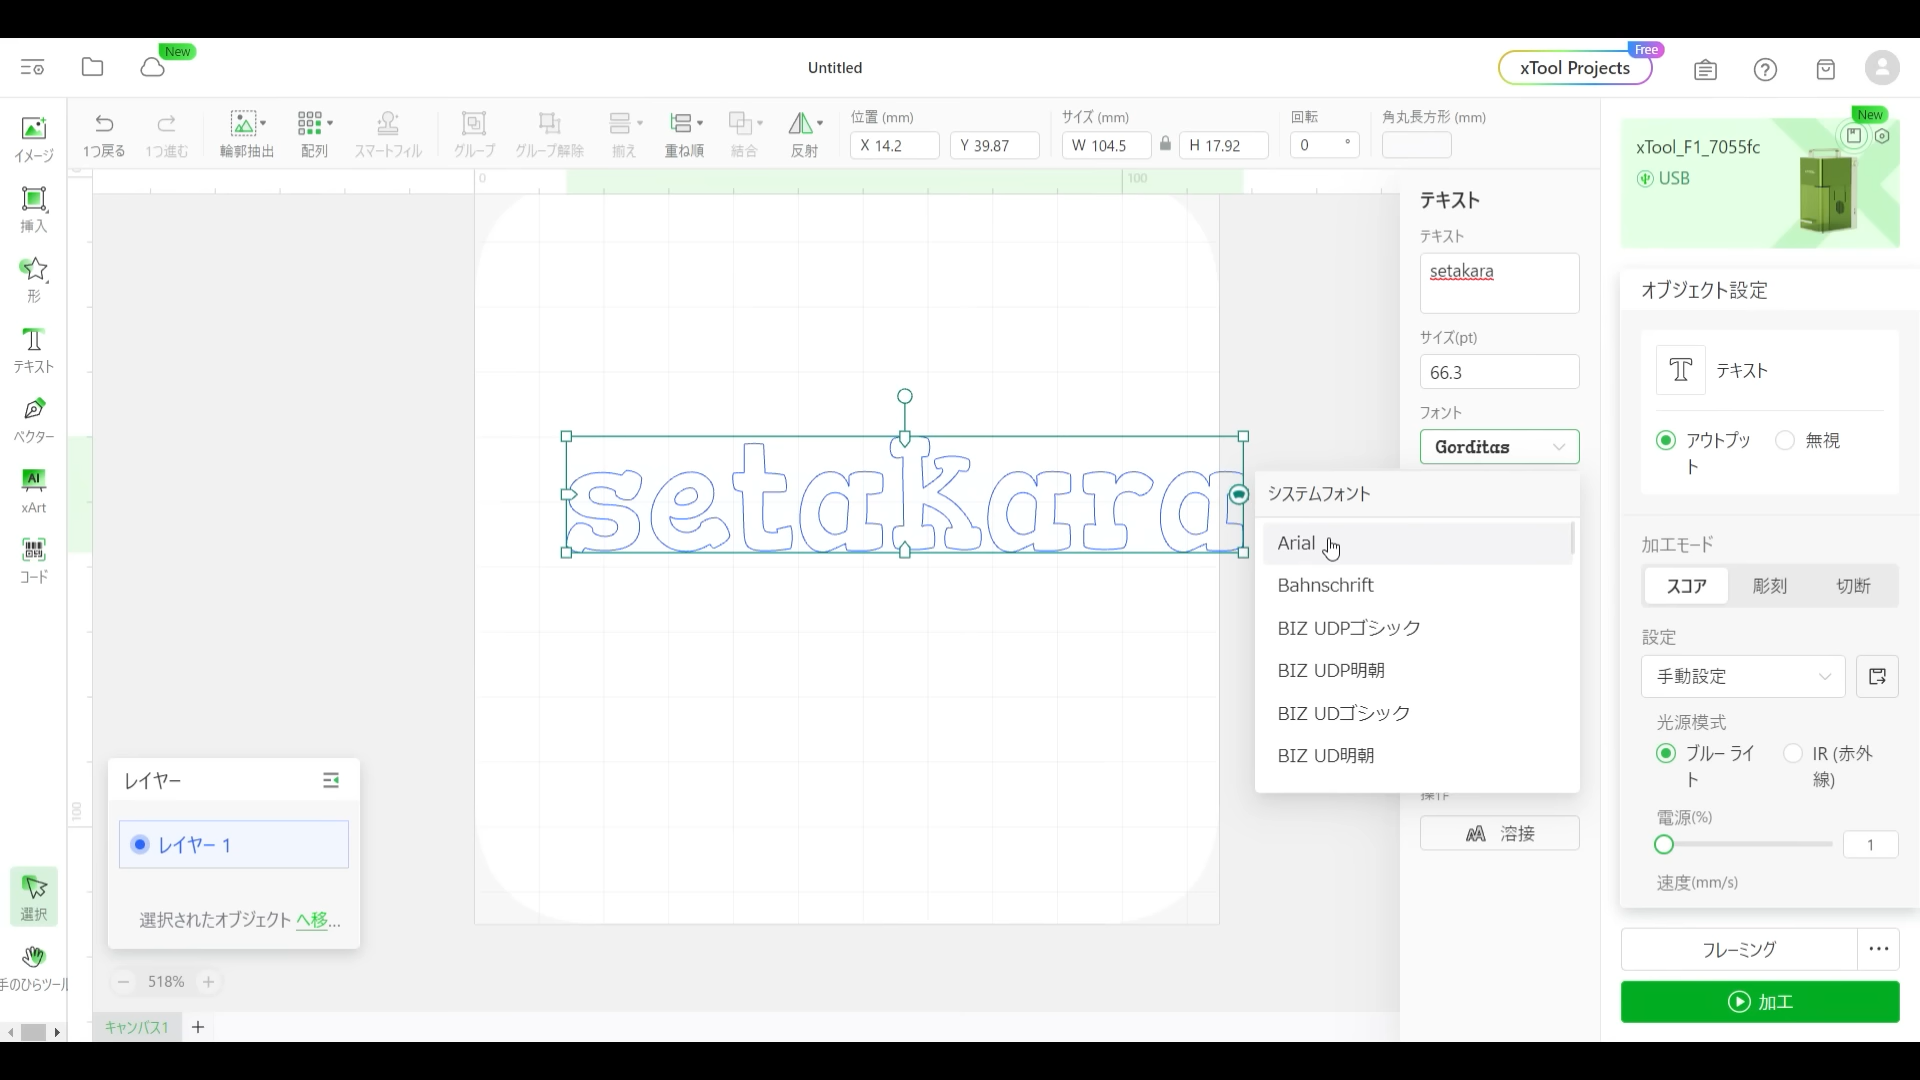 New
Untitled
Free
xTool Projects
1つ戻る
1つ進む
輪郭抽出
配列
スマートフィル
グループ
グループ解除
揃え
重ね順
結合
反射
位置 (mm)
X 14.2
Y 39.87
サイズ (mm)
W 104.5
H 17.92
回転
0 °
角丸長方形 (mm)
イメージ
挿入
形
テキスト
ベクター
AI
xArt
コード
選択
手のひらツール
0
100
100
setakara
レイヤー
レイヤー 1
選択されたオブジェクト へ移...
518%
キャンバス1
テキスト
テキスト
setakara
サイズ(pt)
66.3
フォント
Gorditas
システムフォント
Arial
Bahnschrift
BIZ UDPゴシック
BIZ UDP明朝
BIZ UDゴシック
BIZ UD明朝
操作
溶接
New
xTool_F1_7055fc
USB
オブジェクト設定
テキスト
アウトプッ
ト
無視
加工モード
スコア
彫刻
切断
設定
手動設定
光源模式
ブルー ライ
ト
IR (赤外
線)
電源(%)
1
速度(mm/s)
フレーミング
加工